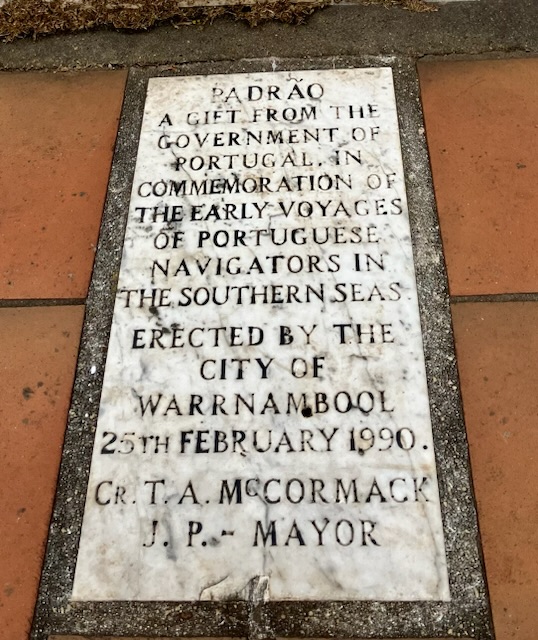 PADRÃO
A GIFT FROM THE
GOVERNMENT OF
PORTUGAL. IN
COMMEMORATION OF
THE EARLY VOYAGES
OF PORTUGUESE
NAVIGATORS IN
THE SOUTHERN SEAS.
ERECTED BY THE
CITY OF
WARRNAMBOOL
25TH FEBRUARY 1990.
CR. T. A. McCORMACK
J. P. - MAYOR